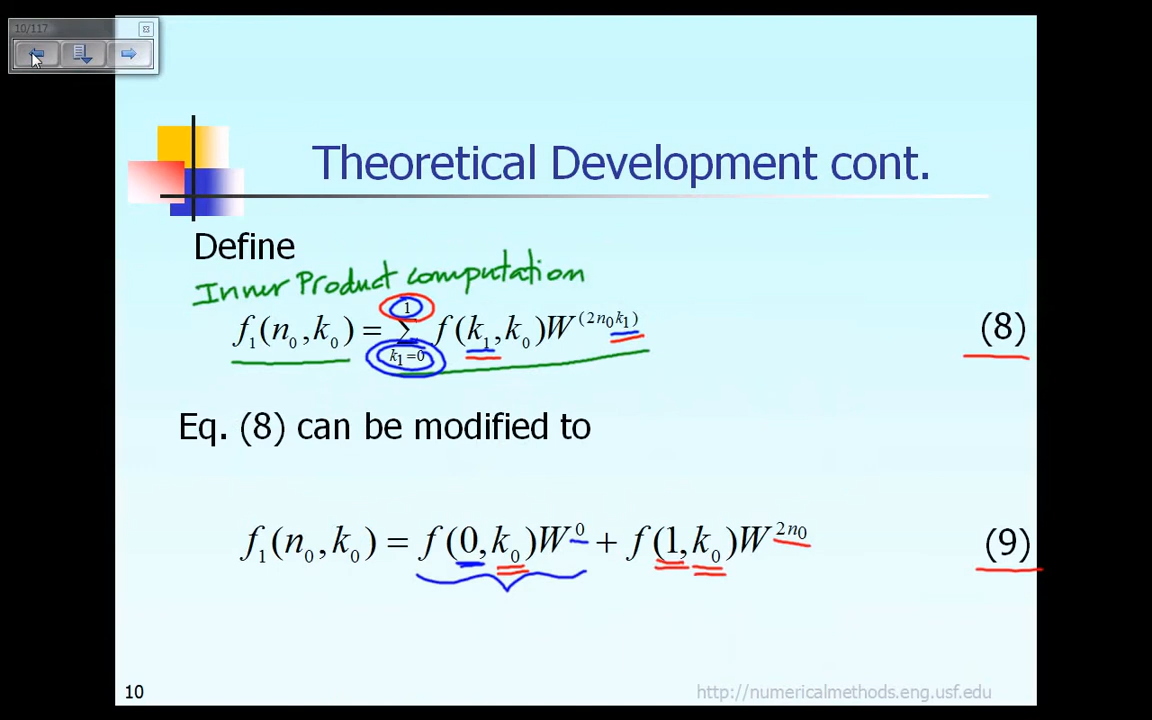 10/117
Theoretical Development cont.
Define
Inner Product computation
f₁(n₀,k₀) = ∑_{k₁=0}^{1} f(k₁,k₀)W^{(2n₀k₁)} (8)
Eq. (8) can be modified to
f₁(n₀,k₀) = f(0,k₀)W⁰ + f(1,k₀)W^{2n₀} (9)
10 http://numericalmethods.eng.usf.edu